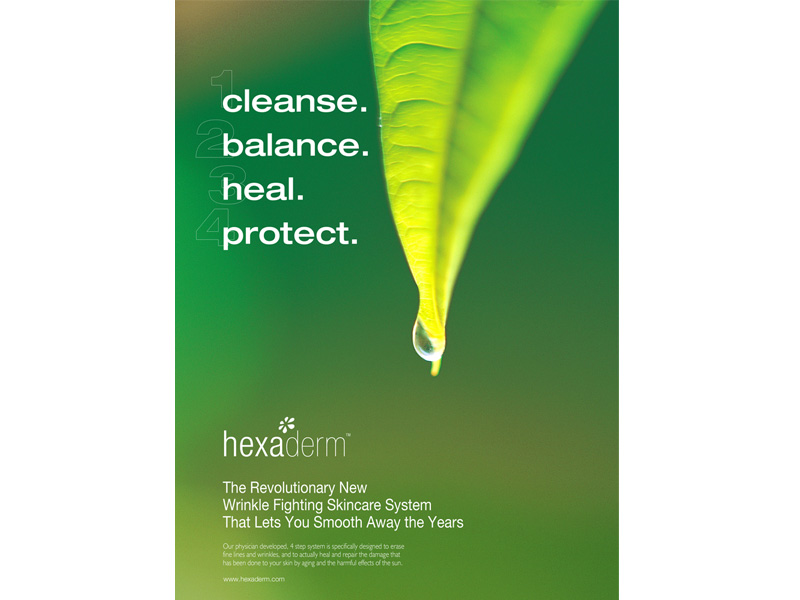 1
cleanse.
2
balance.
3
heal.
4
protect.
hexaderm™
The Revolutionary New
Wrinkle Fighting Skincare System
That Lets You Smooth Away the Years
Our physician developed, 4 step system is specifically designed to erase
fine lines and wrinkles, and to actually heal and repair the damage that
has been done to your skin by aging and the harmful effects of the sun.
www.hexaderm.com